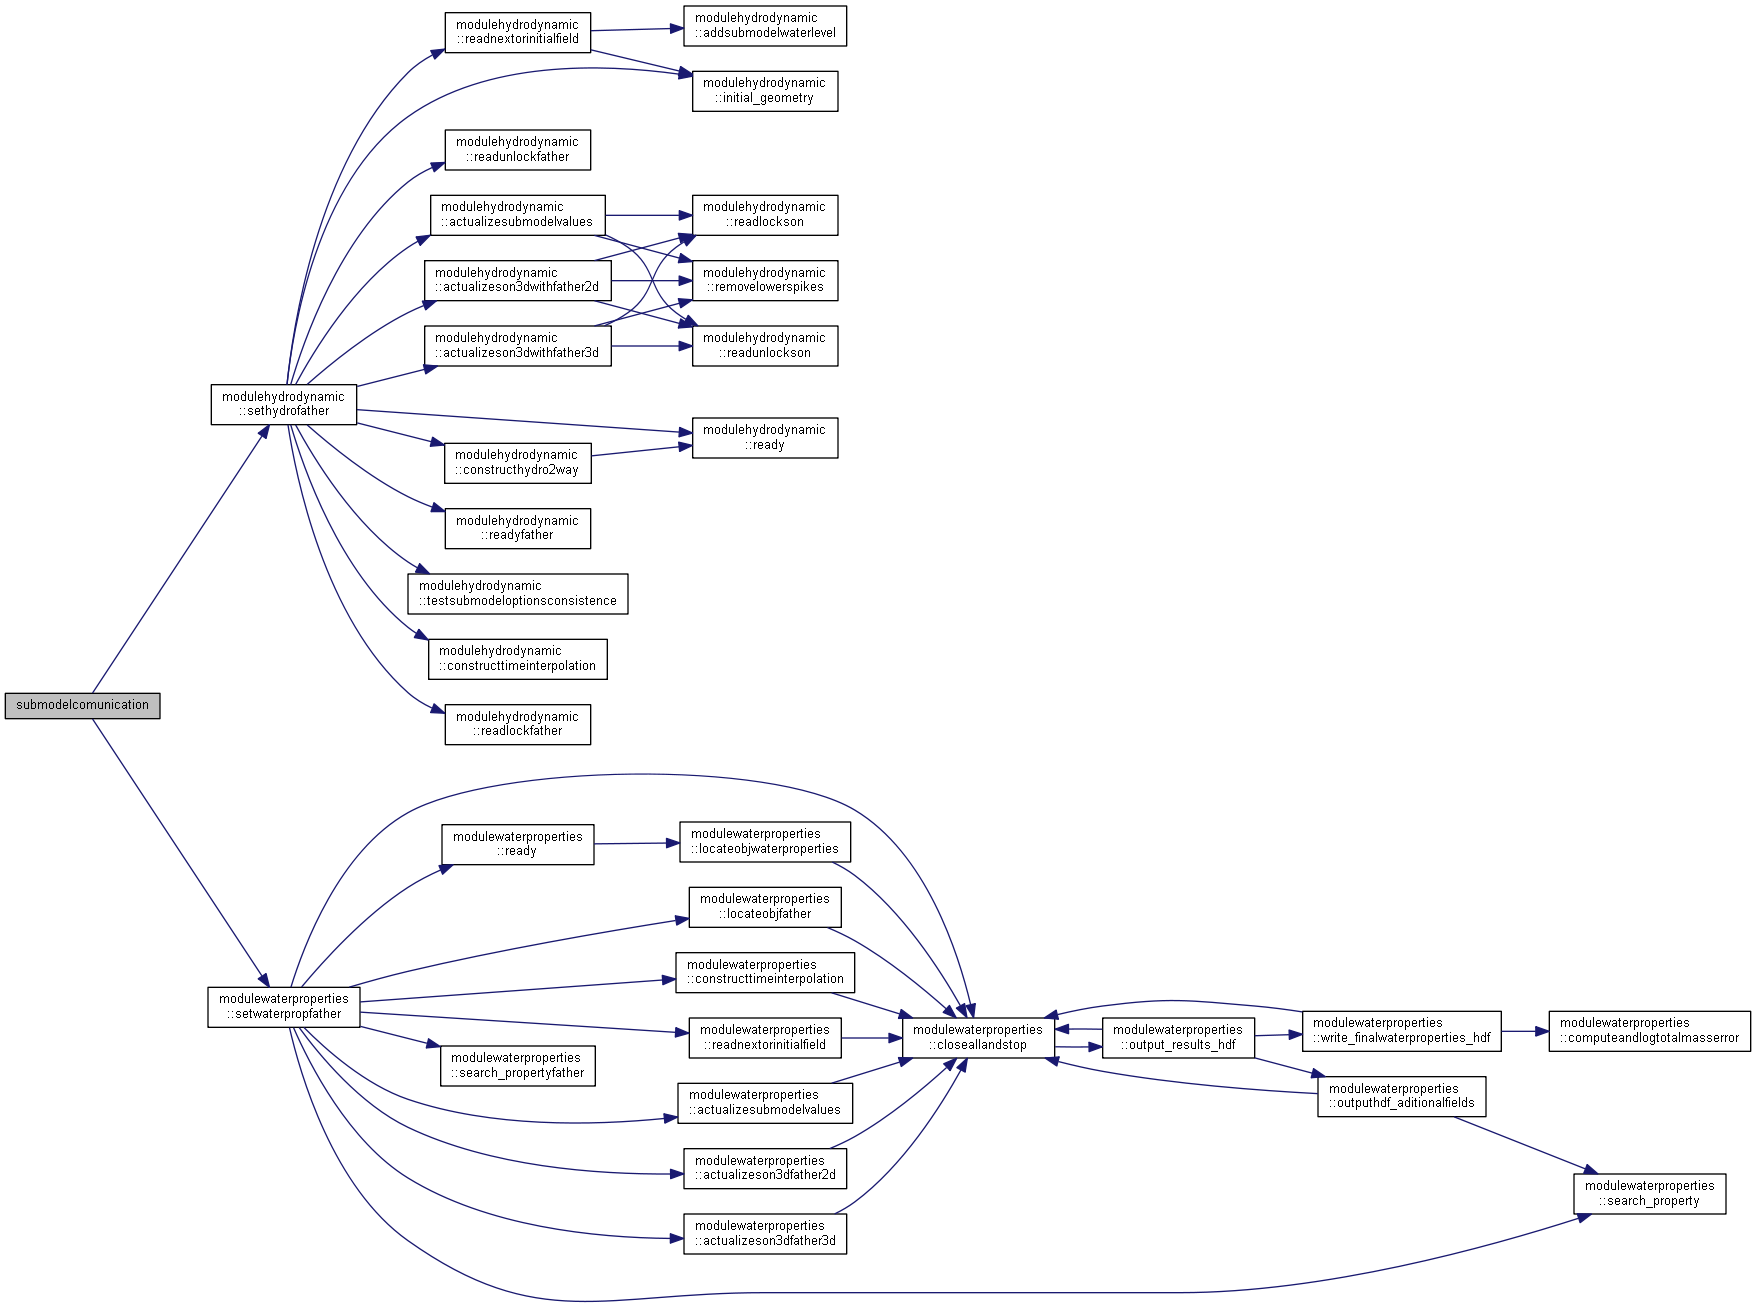 modulehydrodynamic
::readnextorinitialfield
modulehydrodynamic
::addsubmodelwaterlevel
modulehydrodynamic
::initial_geometry
modulehydrodynamic
::readunlockfather
modulehydrodynamic
::actualizesubmodelvalues
modulehydrodynamic
::readlockson
modulehydrodynamic
::actualizeson3dwithfather2d
modulehydrodynamic
::removelowerspikes
modulehydrodynamic
::actualizeson3dwithfather3d
modulehydrodynamic
::readunlockson
modulehydrodynamic
::sethydrofather
modulehydrodynamic
::ready
modulehydrodynamic
::constructhydro2way
modulehydrodynamic
::readyfather
modulehydrodynamic
::testsubmodeloptionsconsistence
modulehydrodynamic
::constructtimeinterpolation
submodelcomunication
modulehydrodynamic
::readlockfather
modulewaterproperties
::ready
modulewaterproperties
::locateobjwaterproperties
modulewaterproperties
::locateobjfather
modulewaterproperties
::constructtimeinterpolation
modulewaterproperties
::setwaterpropfather
modulewaterproperties
::readnextorinitialfield
modulewaterproperties
::closeallandstop
modulewaterproperties
::output_results_hdf
modulewaterproperties
::write_finalwaterproperties_hdf
modulewaterproperties
::computeandlogtotalmasserror
modulewaterproperties
::search_propertyfather
modulewaterproperties
::outputhdf_aditionalfields
modulewaterproperties
::actualizesubmodelvalues
modulewaterproperties
::actualizeson3dfather2d
modulewaterproperties
::search_property
modulewaterproperties
::actualizeson3dfather3d